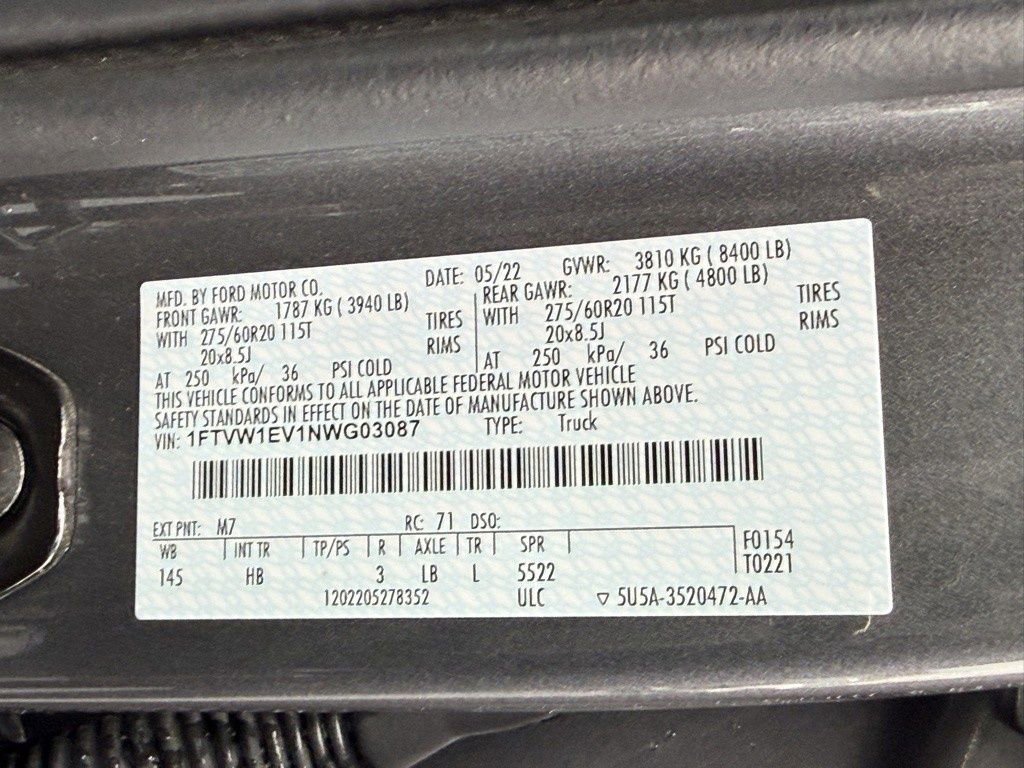 MFD. BY FORD MOTOR CO. DATE: 05/22 GVWR: 3810 KG ( 8400 LB)
FRONT GAWR: 1787 KG ( 3940 LB) REAR GAWR: 2177 KG ( 4800 LB)
WITH 275/60R20 115T TIRES WITH 275/60R20 115T TIRES
20x8.5J RIMS 20x8.5J RIMS
AT 250 kPa/ 36 PSI COLD AT 250 kPa/ 36 PSI COLD
THIS VEHICLE CONFORMS TO ALL APPLICABLE FEDERAL MOTOR VEHICLE
SAFETY STANDARDS IN EFFECT ON THE DATE OF MANUFACTURE SHOWN ABOVE.
VIN: 1FTVW1EV1NWG03087 TYPE: Truck
EXT PNT: M7 RC: 71 DSO:
WB INT TR TP/PS R AXLE TR SPR F0154
145 HB 3 LB L 5522 T0221
1202205278352 ULC ▽ 5U5A-3520472-AA